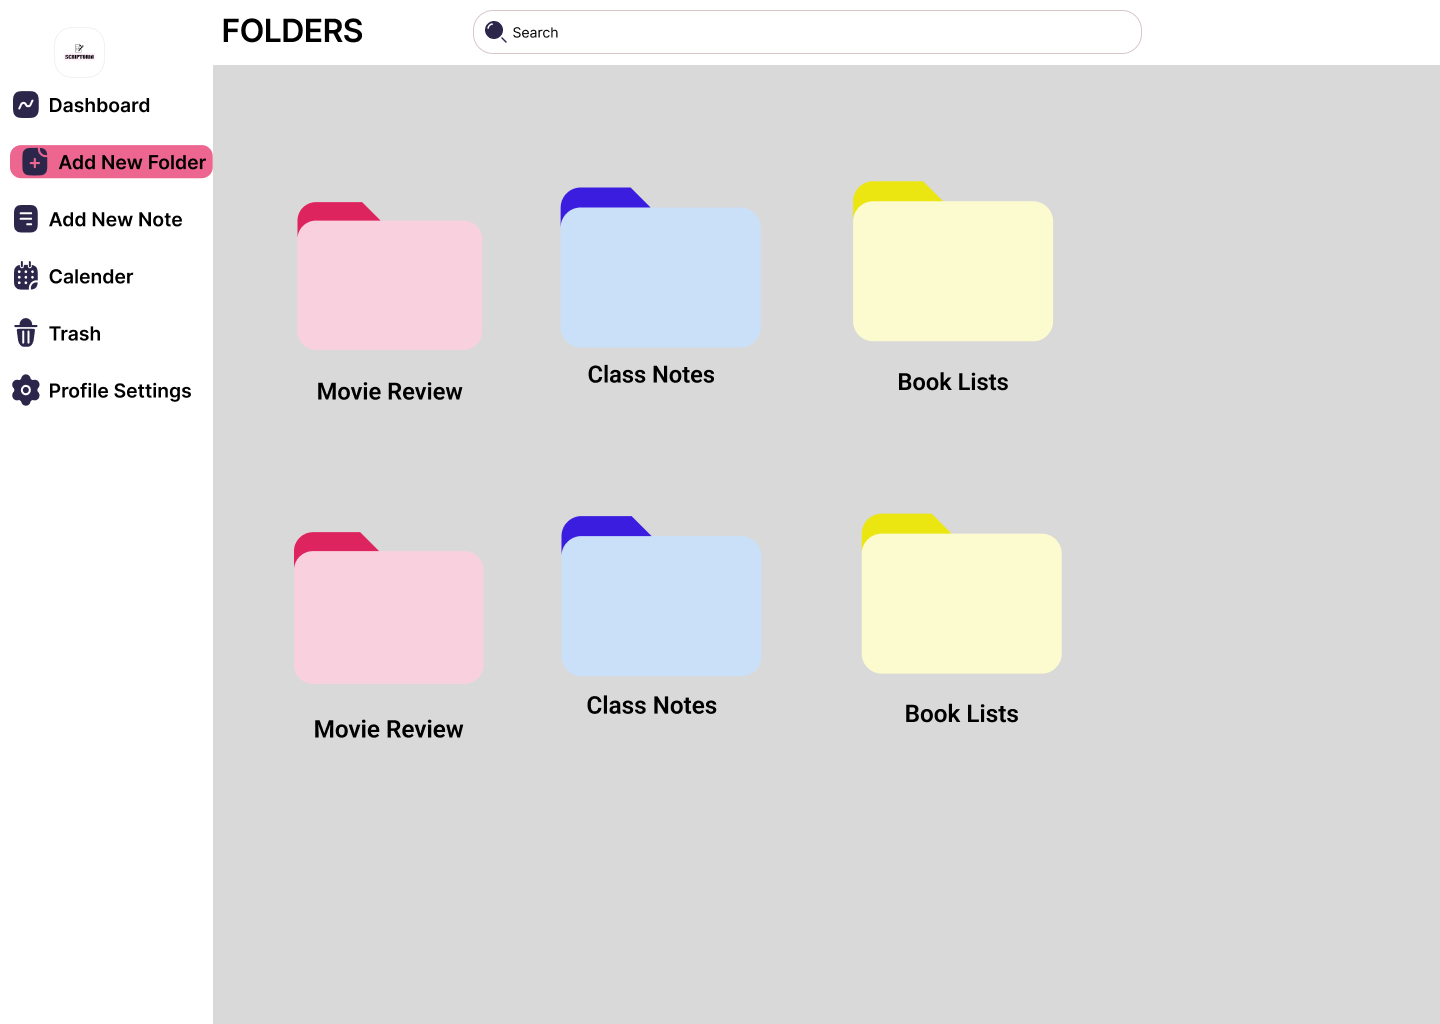 FOLDERS
Search
SCRIPTORIA
Dashboard
Add New Folder
Add New Note
Calender
Trash
Profile Settings
Movie Review
Class Notes
Book Lists
Movie Review
Class Notes
Book Lists